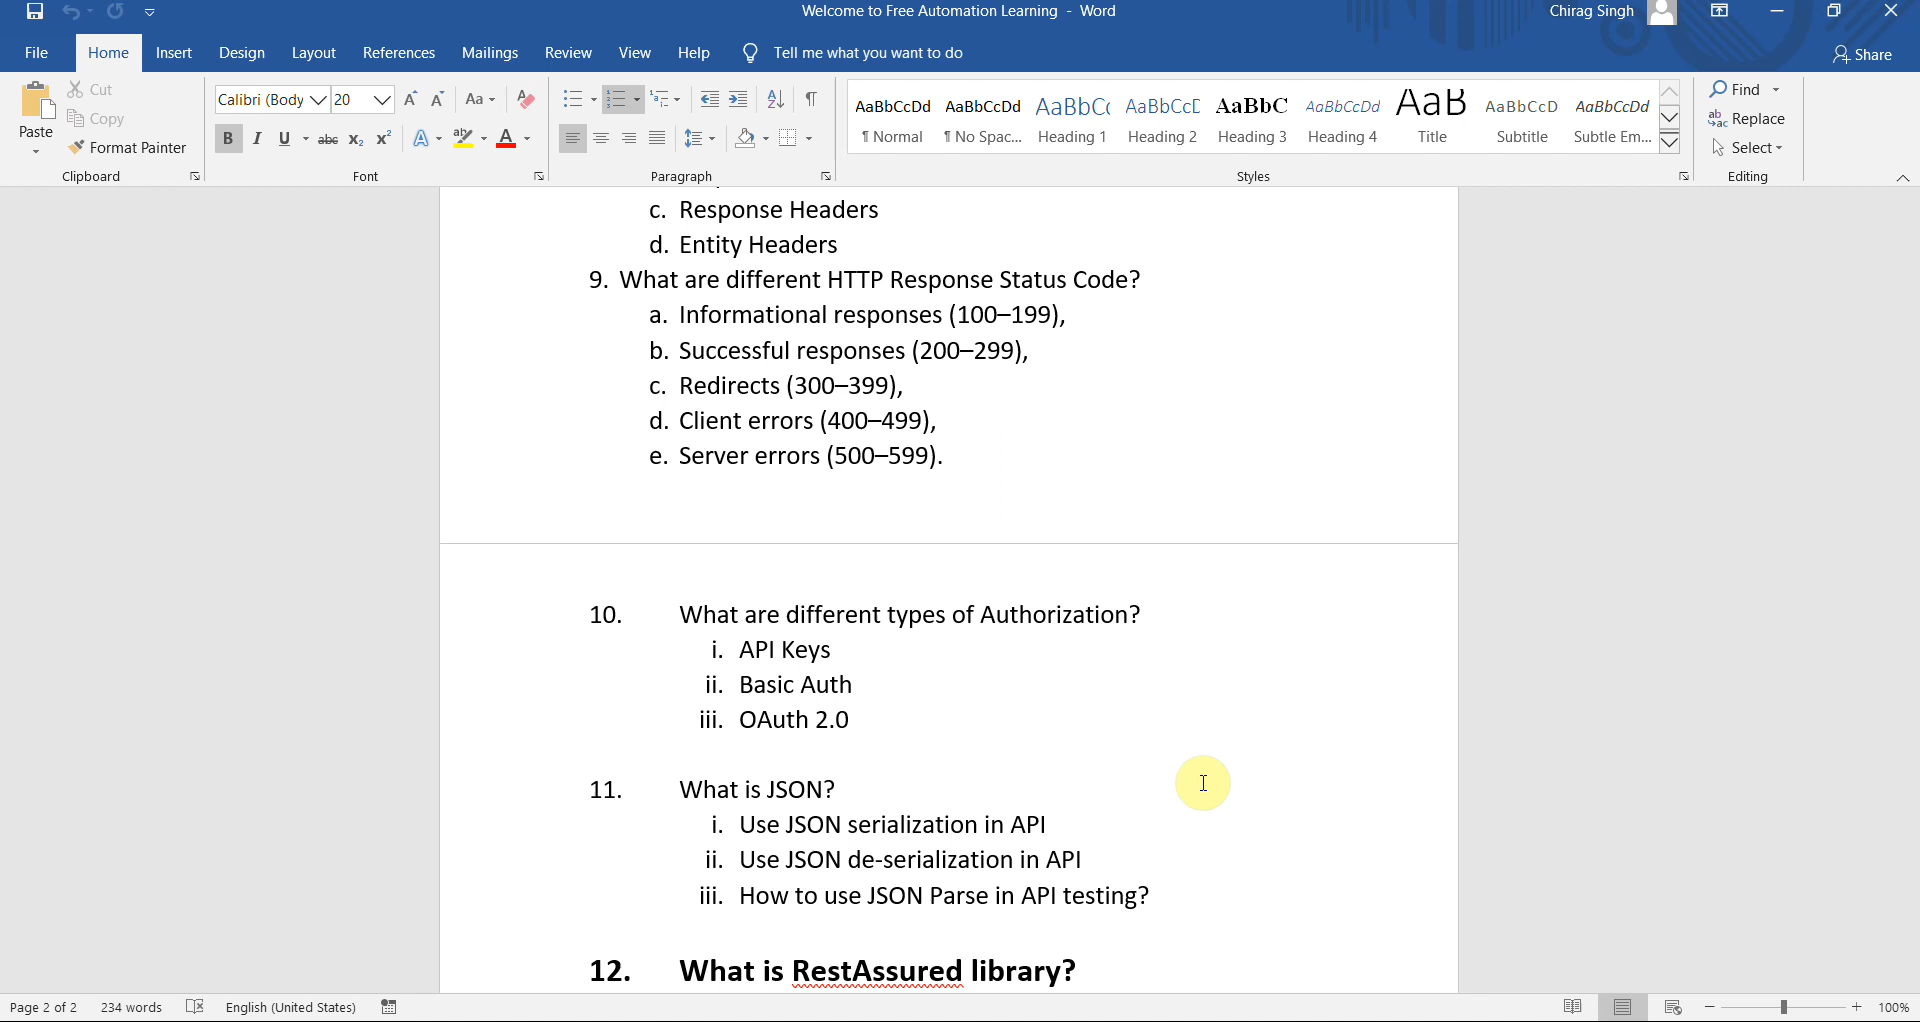 Welcome to Free Automation Learning - Word
Chirag Singh
File Home Insert Design Layout References Mailings Review View Help Tell me what you want to do Share
Paste
Cut
Copy
Format Painter
Clipboard
Calibri (Body 20
Font
Paragraph
AaBbCcDd AaBbCcDd AaBbCc AaBbCcE AaBbC AaBbCcDd AaB AaBbCcD AaBbCcDd
¶ Normal ¶ No Spac... Heading 1 Heading 2 Heading 3 Heading 4 Title Subtitle Subtle Em...
Styles
Find
Replace
Select
Editing
c. Response Headers
d. Entity Headers
9. What are different HTTP Response Status Code?
a. Informational responses (100–199),
b. Successful responses (200–299),
c. Redirects (300–399),
d. Client errors (400–499),
e. Server errors (500–599).
10. What are different types of Authorization?
i. API Keys
ii. Basic Auth
iii. OAuth 2.0
11. What is JSON?
i. Use JSON serialization in API
ii. Use JSON de-serialization in API
iii. How to use JSON Parse in API testing?
12. What is RestAssured library?
Page 2 of 2 234 words English (United States) 100%